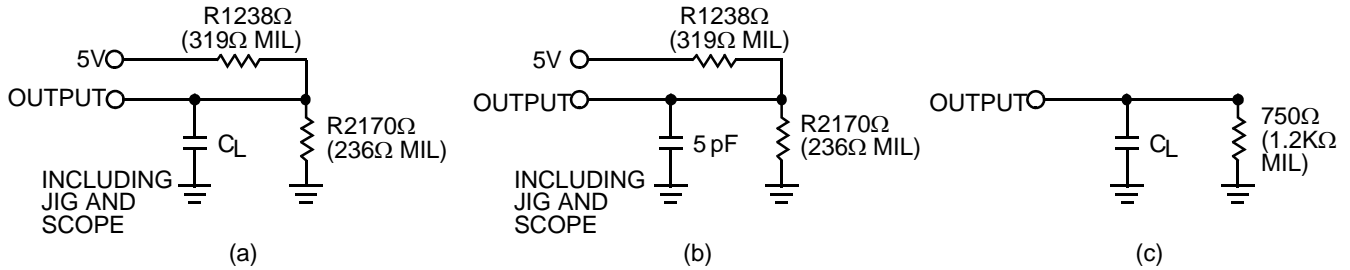 R1238Ω
(319Ω MIL)
5V
OUTPUT
CL
R2170Ω
(236Ω MIL)
INCLUDING
JIG AND
SCOPE
(a)
R1238Ω
(319Ω MIL)
5V
OUTPUT
5 pF
R2170Ω
(236Ω MIL)
INCLUDING
JIG AND
SCOPE
(b)
OUTPUT
CL
750Ω
(1.2KΩ
MIL)
(c)